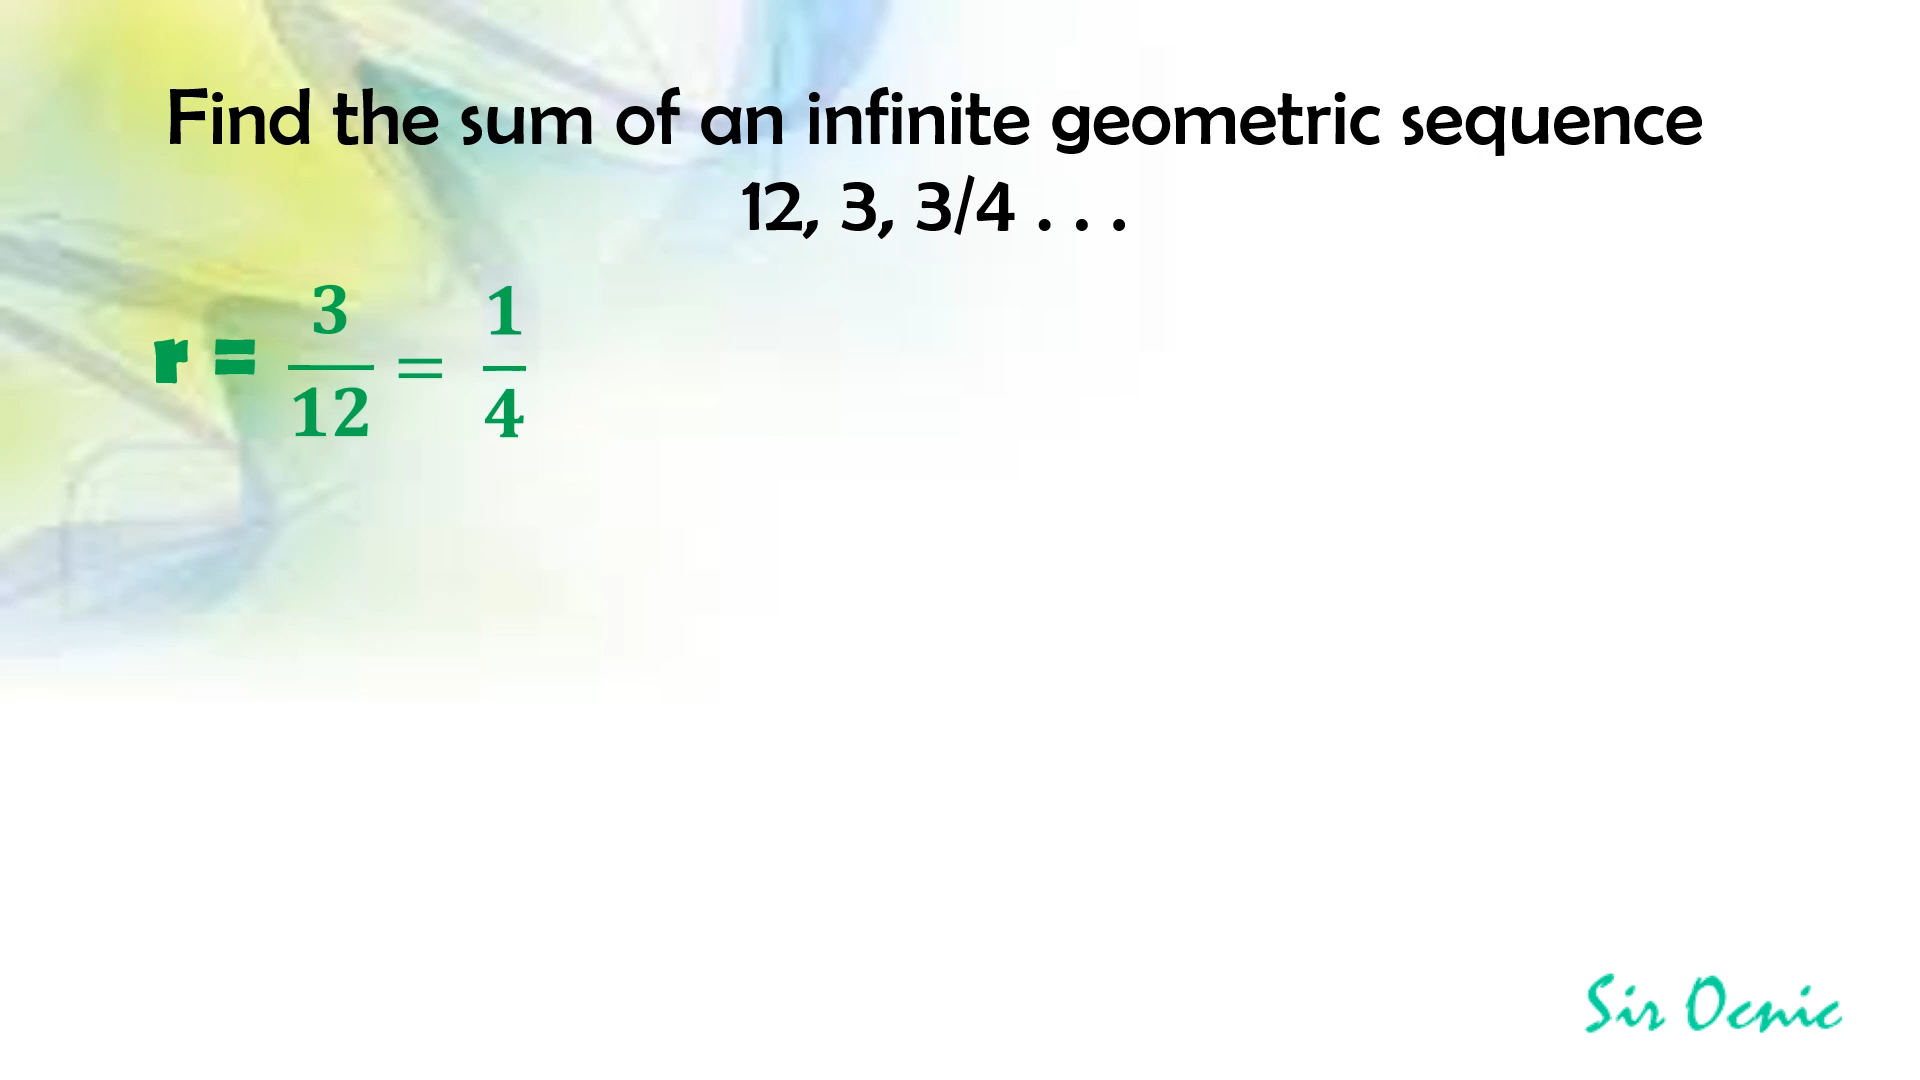 Find the sum of an infinite geometric sequence
12, 3, 3/4 . . .
r = 3/12 = 1/4
Sir Ocnic